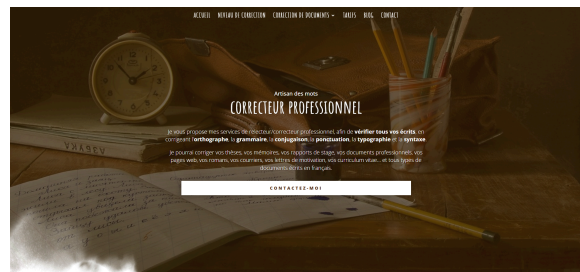 ACCUEIL NIVEAU DE CORRECTION CORRECTION DE DOCUMENTS TARIFS BLOG CONTACT
Artisan des mots
CORRECTEUR PROFESSIONNEL
Je vous propose mes services de relecteur/correcteur professionnel, afin de vérifier tous vos écrits, en
corrigeant l'orthographe, la grammaire, la conjugaison, la ponctuation, la typographie et la syntaxe
Je pourrai corriger vos thèses, vos mémoires, vos rapports de stage, vos documents professionnels, vos
pages web, vos romans, vos courriers, vos lettres de motivation, vos curriculum vitae... et tous types de
documents écrits en français.
CONTACTEZ-MOI